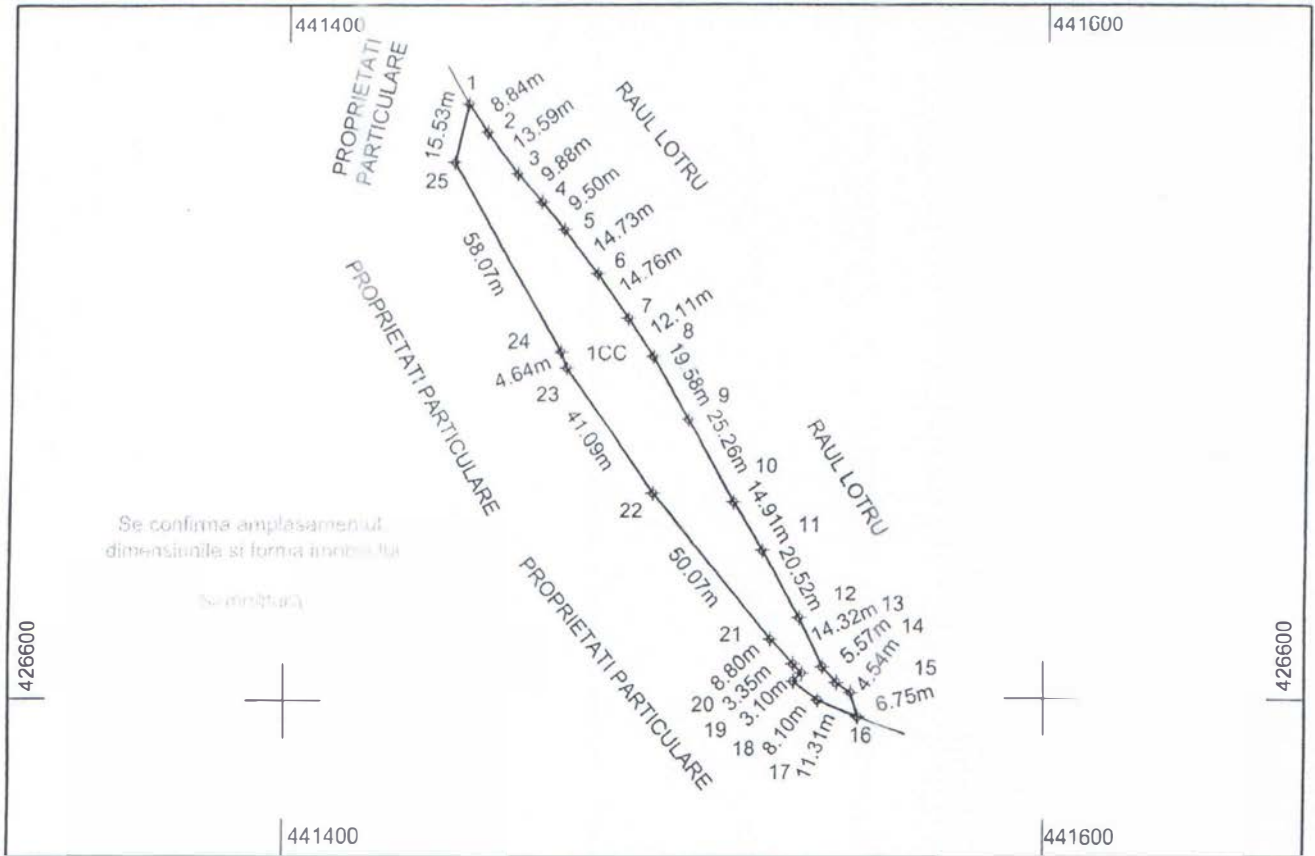 441400
441600
PROPRIETATI
PARTICULARE
15.53m
1
8.84m
2
13.59m
3
9.88m
4
9.50m
5
14.73m
6
14.76m
7
12.11m
8
19.58m
9
25.26m
10
14.91m
11
20.52m
12
14.32m
13
5.57m
14
4.54m
15
6.75m
16
RAUL LOTRU
RAUL LOTRU
25
58.07m
24
1CC
4.64m
23
41.09m
22
50.07m
21
8.80m
20
3.35m
19
3.10m
18
8.10m
17
11.31m
PROPRIETATI PARTICULARE
PROPRIETATI PARTICULARE
Se confirma amplasamentul,
dimensiunile si forma imobilului
Semnătura
426600
426600
441400
441600